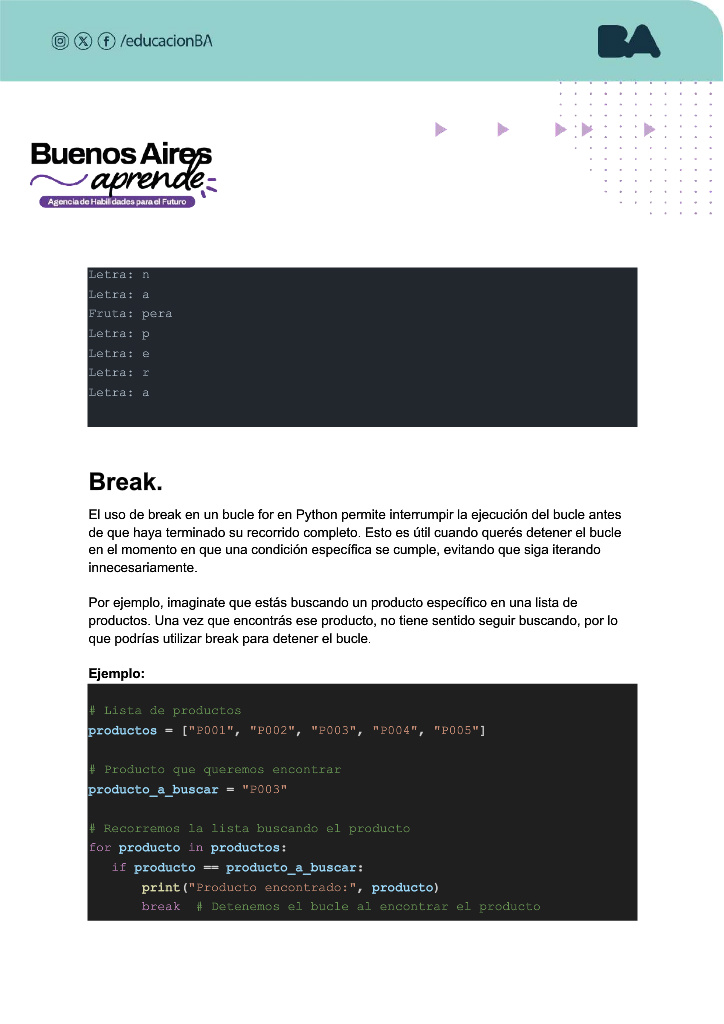 /educacionBA
BA
Buenos Aires
aprende
Agencia de Habilidades para el Futuro
Letra: n
Letra: a
Fruta: pera
Letra: p
Letra: e
Letra: r
Letra: a
Break.
El uso de break en un bucle for en Python permite interrumpir la ejecución del bucle antes
de que haya terminado su recorrido completo. Esto es útil cuando querés detener el bucle
en el momento en que una condición específica se cumple, evitando que siga iterando
innecesariamente.
Por ejemplo, imaginate que estás buscando un producto específico en una lista de
productos. Una vez que encontrás ese producto, no tiene sentido seguir buscando, por lo
que podrías utilizar break para detener el bucle.
Ejemplo:
# Lista de productos
productos = ["P001", "P002", "P003", "P004", "P005"]
# Producto que queremos encontrar
producto_a_buscar = "P003"
# Recorremos la lista buscando el producto
for producto in productos:
   if producto == producto_a_buscar:
       print("Producto encontrado:", producto)
       break  # Detenemos el bucle al encontrar el producto